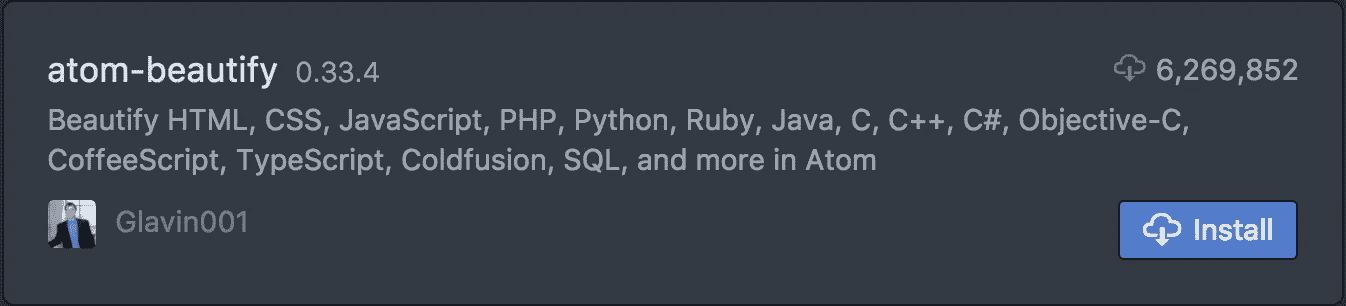 atom-beautify 0.33.4 6,269,852
Beautify HTML, CSS, JavaScript, PHP, Python, Ruby, Java, C, C++, C#, Objective-C,
CoffeeScript, TypeScript, Coldfusion, SQL, and more in Atom
Glavin001 Install